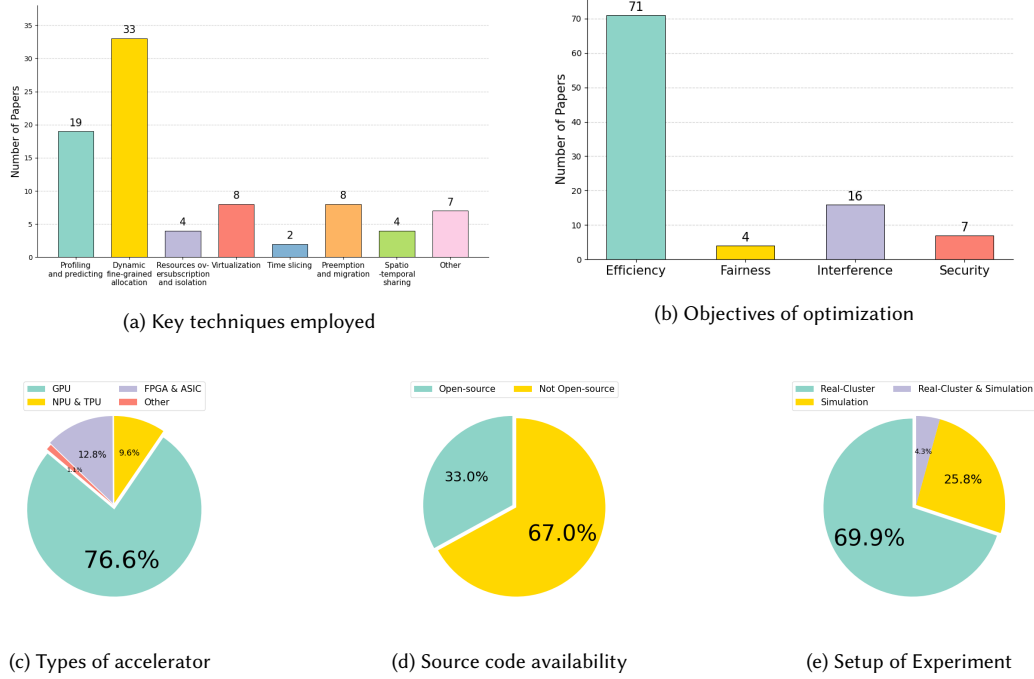 Number of Papers
35
30
25
20
15
10
5
0
19
33
4
8
2
8
4
7
Profiling
and predicting
Dynamic
fine-grained
allocation
Resources ov-
ersubscription
and isolation
Virtualization
Time slicing
Preemption
and migration
Spatio
-temporal
sharing
Other
(a) Key techniques employed
Number of Papers
70
60
50
40
30
20
10
0
71
4
16
7
Efficiency
Fairness
Interference
Security
(b) Objectives of optimization
GPU
NPU & TPU
FPGA & ASIC
Other
12.8%
9.6%
1.1%
76.6%
(c) Types of accelerator
Open-source
Not Open-source
33.0%
67.0%
(d) Source code availability
Real-Cluster
Simulation
Real-Cluster & Simulation
4.3%
25.8%
69.9%
(e) Setup of Experiment